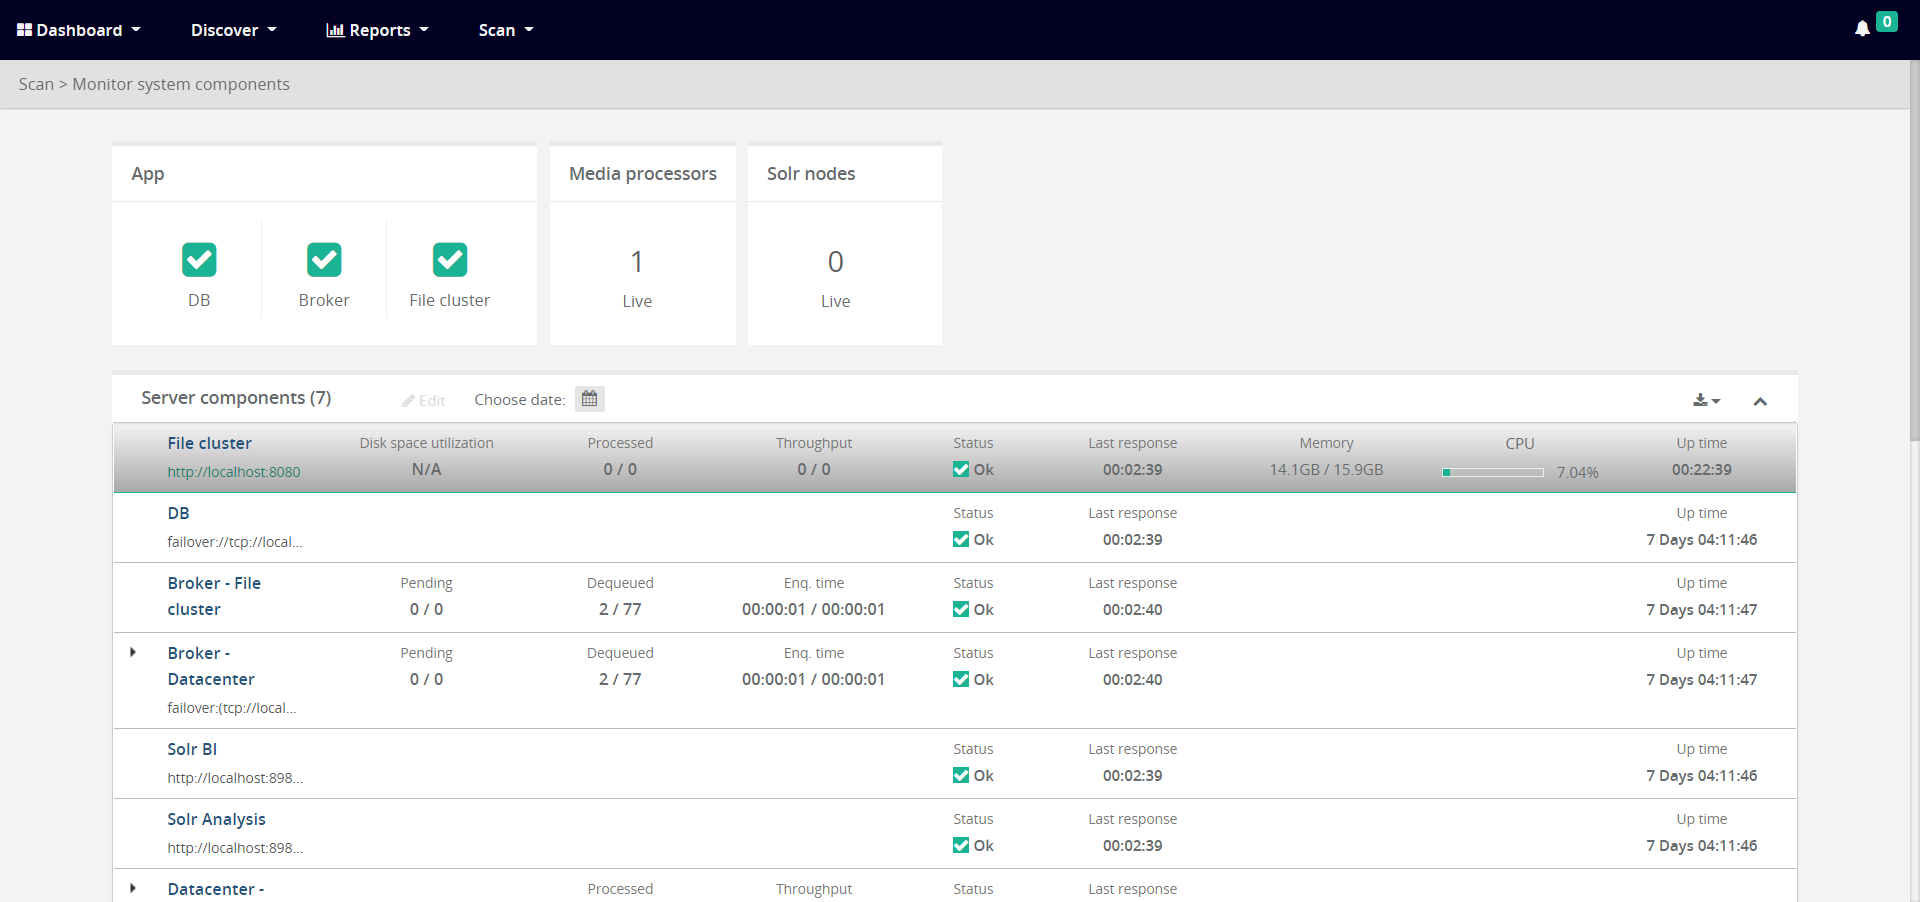 Dashboard Discover Reports Scan 0
Scan > Monitor system components
App Media processors Solr nodes
1 0
DB Broker File cluster Live Live
Server components (7) Edit Choose date:
File cluster Disk space utilization Processed Throughput Status Last response Memory CPU Up time
http://localhost:8080 N/A 0 / 0 0 / 0 Ok 00:02:39 14.1GB / 15.9GB 7.04% 00:22:39
DB Status Last response Up time
failover://tcp://local... Ok 00:02:39 7 Days 04:11:46
Broker - File Pending Dequeued Enq. time Status Last response Up time
cluster 0 / 0 2 / 77 00:00:01 / 00:00:01 Ok 00:02:40 7 Days 04:11:47
Broker - Pending Dequeued Enq. time Status Last response Up time
Datacenter 0 / 0 2 / 77 00:00:01 / 00:00:01 Ok 00:02:40 7 Days 04:11:47
failover:(tcp://local...
Solr BI Status Last response Up time
http://localhost:898... Ok 00:02:39 7 Days 04:11:46
Solr Analysis Status Last response Up time
http://localhost:898... Ok 00:02:39 7 Days 04:11:46
Datacenter - Processed Throughput Status Last response